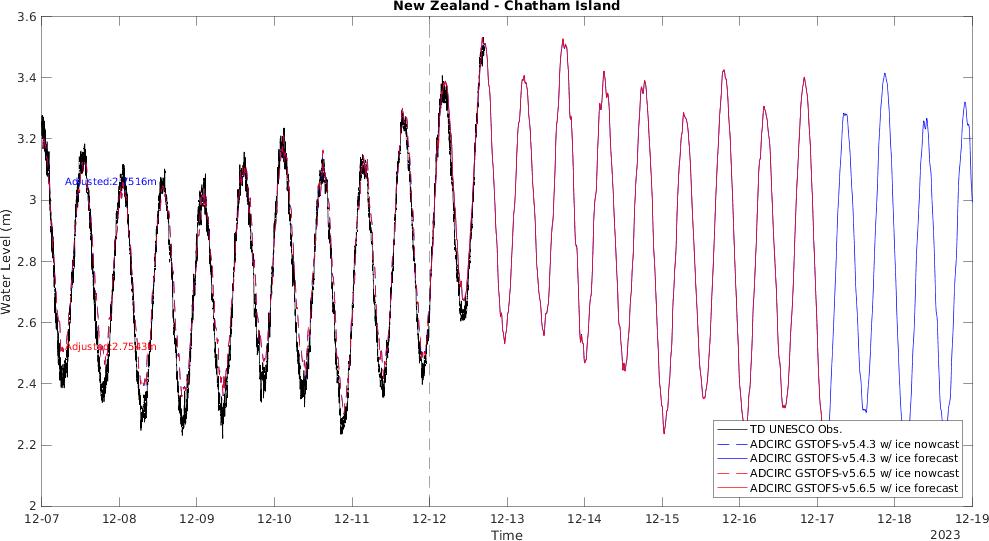 New Zealand - Chatham Island
3.6
3.4
3.2
3
2.8
2.6
2.4
2.2
2
Water Level (m)
Adjusted:2.7516m
Adjusted:2.7543m
TD UNESCO Obs.
ADCIRC GSTOFS-v5.4.3 w/ ice nowcast
ADCIRC GSTOFS-v5.4.3 w/ ice forecast
ADCIRC GSTOFS-v5.6.5 w/ ice nowcast
ADCIRC GSTOFS-v5.6.5 w/ ice forecast
12-07 12-08 12-09 12-10 12-11 12-12 12-13 12-14 12-15 12-16 12-17 12-18 12-19
Time
2023